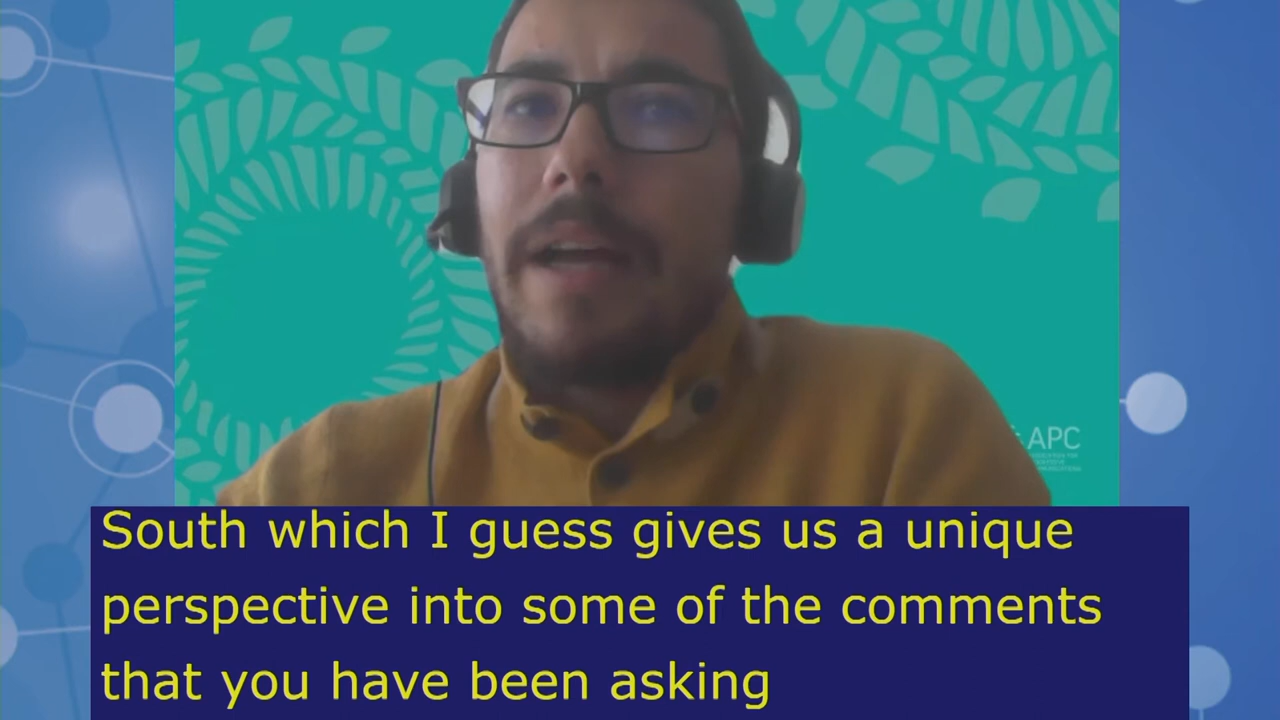 APC
South which I guess gives us a unique
perspective into some of the comments
that you have been asking